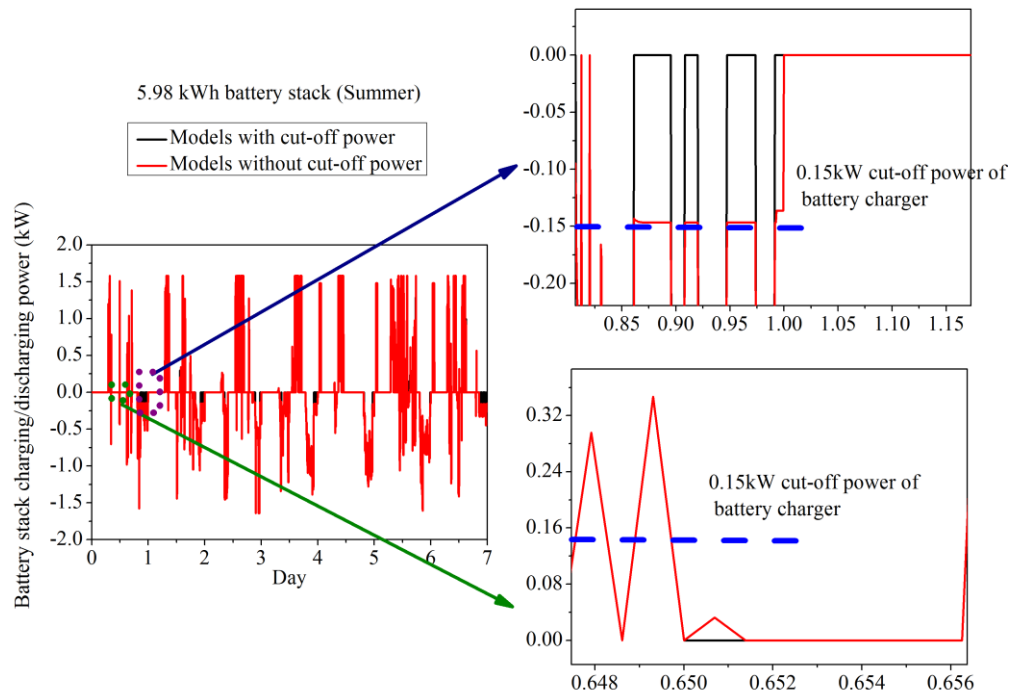 5.98 kWh battery stack (Summer)
Models with cut-off power
Models without cut-off power
Battery stack charging/discharging power (kW)
2.0
1.5
1.0
0.5
0.0
-0.5
-1.0
-1.5
-2.0
0 1 2 3 4 5 6 7
Day
0.00
-0.05
-0.10
-0.15
-0.20
0.15kW cut-off power of
battery charger
0.85 0.90 0.95 1.00 1.05 1.10 1.15
0.32
0.24
0.16
0.08
0.00
0.15kW cut-off power of
battery charger
0.648 0.650 0.652 0.654 0.656